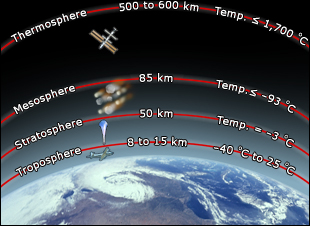 Thermosphere 500 to 600 km Temp. ≤ 1,700 °C
Mesosphere 85 km Temp. ≤ -93 °C
Stratosphere 50 km Temp. = -3 °C
Troposphere 8 to 15 km -40 °C to 25 °C